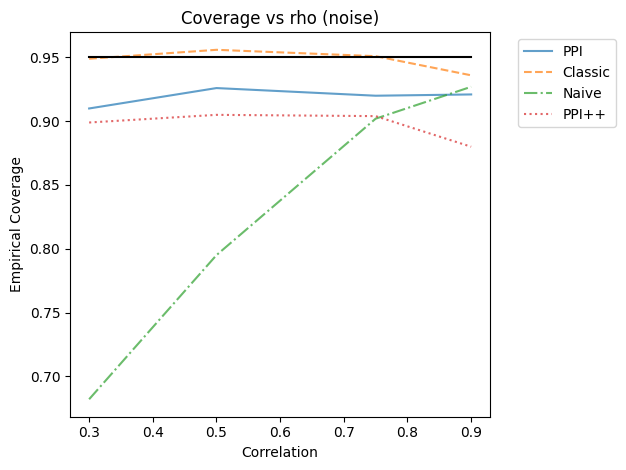 Coverage vs rho (noise)
0.95
0.90
0.85
0.80
0.75
0.70
Empirical Coverage
0.3 0.4 0.5 0.6 0.7 0.8 0.9
Correlation
PPI
Classic
Naive
PPI++